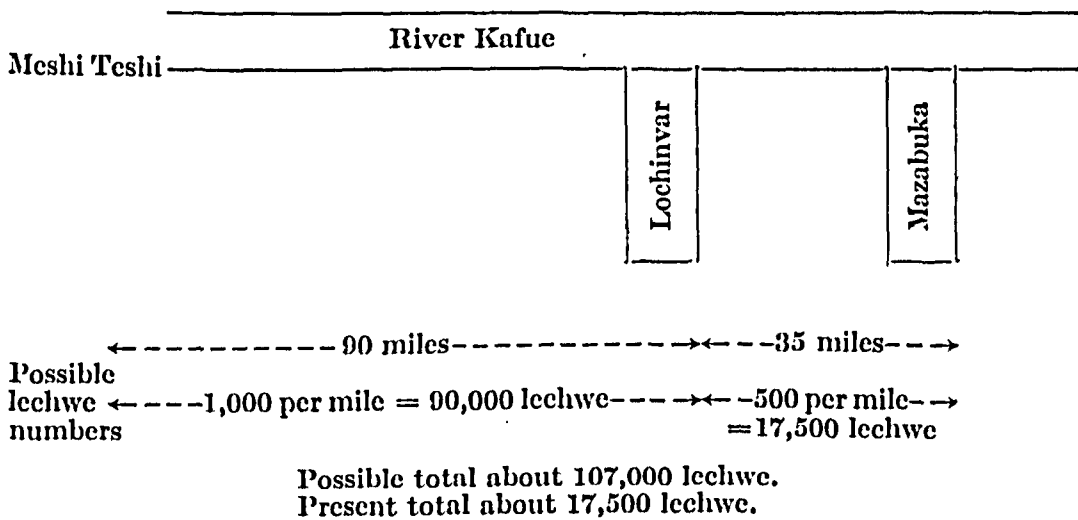 River Kafue
Meshi Teshi
Lochinvar
Mazabuka
90 miles
35 miles
Possible
lechwe
numbers
1,000 per mile = 90,000 lechwe
500 per mile
=17,500 lechwe
Possible total about 107,000 lechwe.
Present total about 17,500 lechwe.